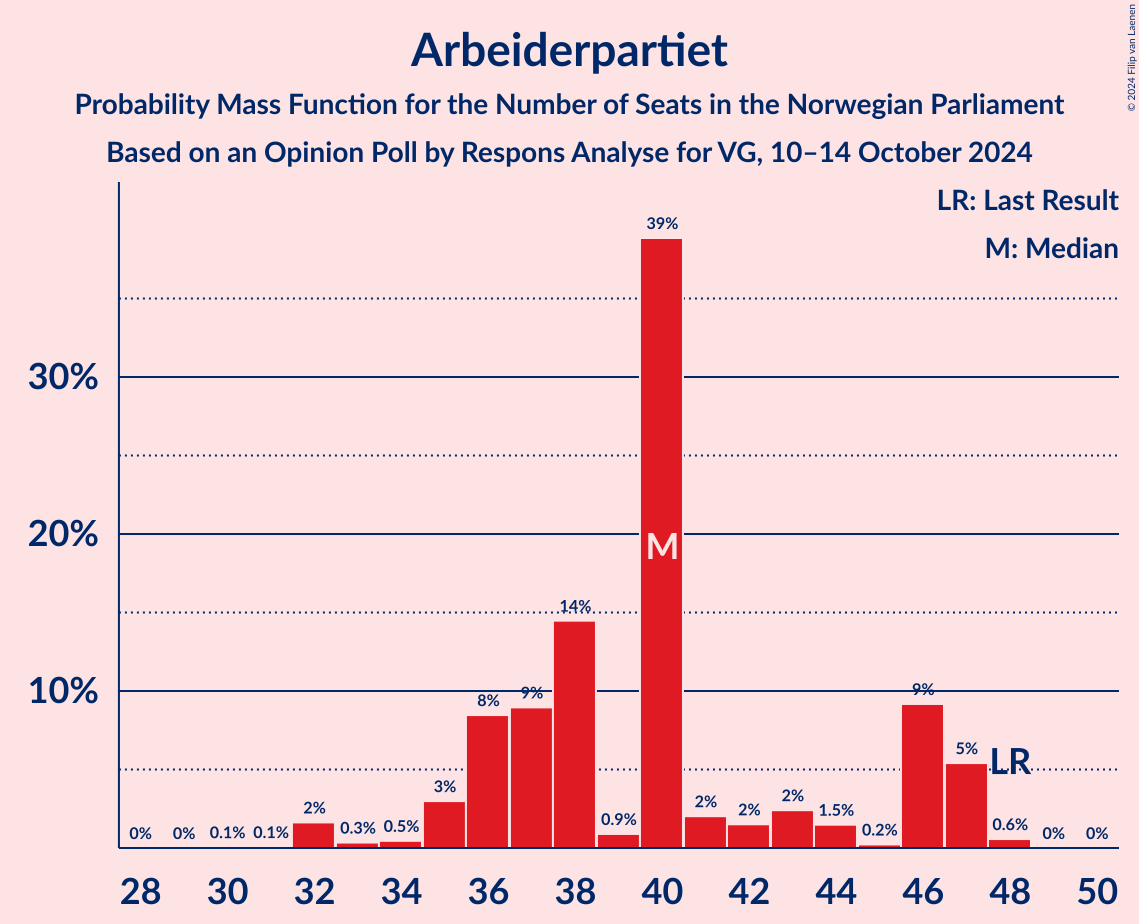 Arbeiderpartiet
Probability Mass Function for the Number of Seats in the Norwegian Parliament
Based on an Opinion Poll by Respons Analyse for VG, 10–14 October 2024
© 2024 Filip van Laenen
LR: Last Result
M: Median
30%
20%
10%
0% 0% 0.1% 0.1% 2% 0.3% 0.5% 3% 8% 9% 14% 0.9% 39% 2% 2% 2% 1.5% 0.2% 9% 5% 0.6% 0% 0%
M
LR
28 30 32 34 36 38 40 42 44 46 48 50